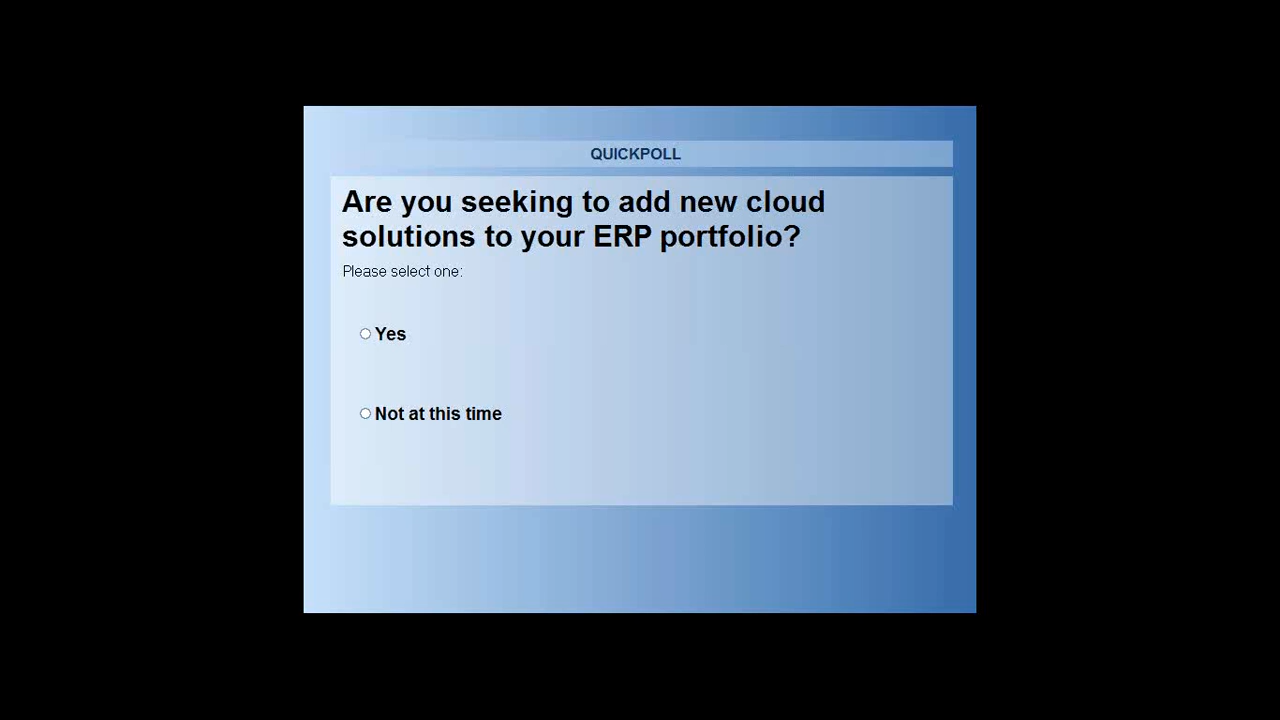 QUICKPOLL
Are you seeking to add new cloud
solutions to your ERP portfolio?
Please select one:
Yes
Not at this time